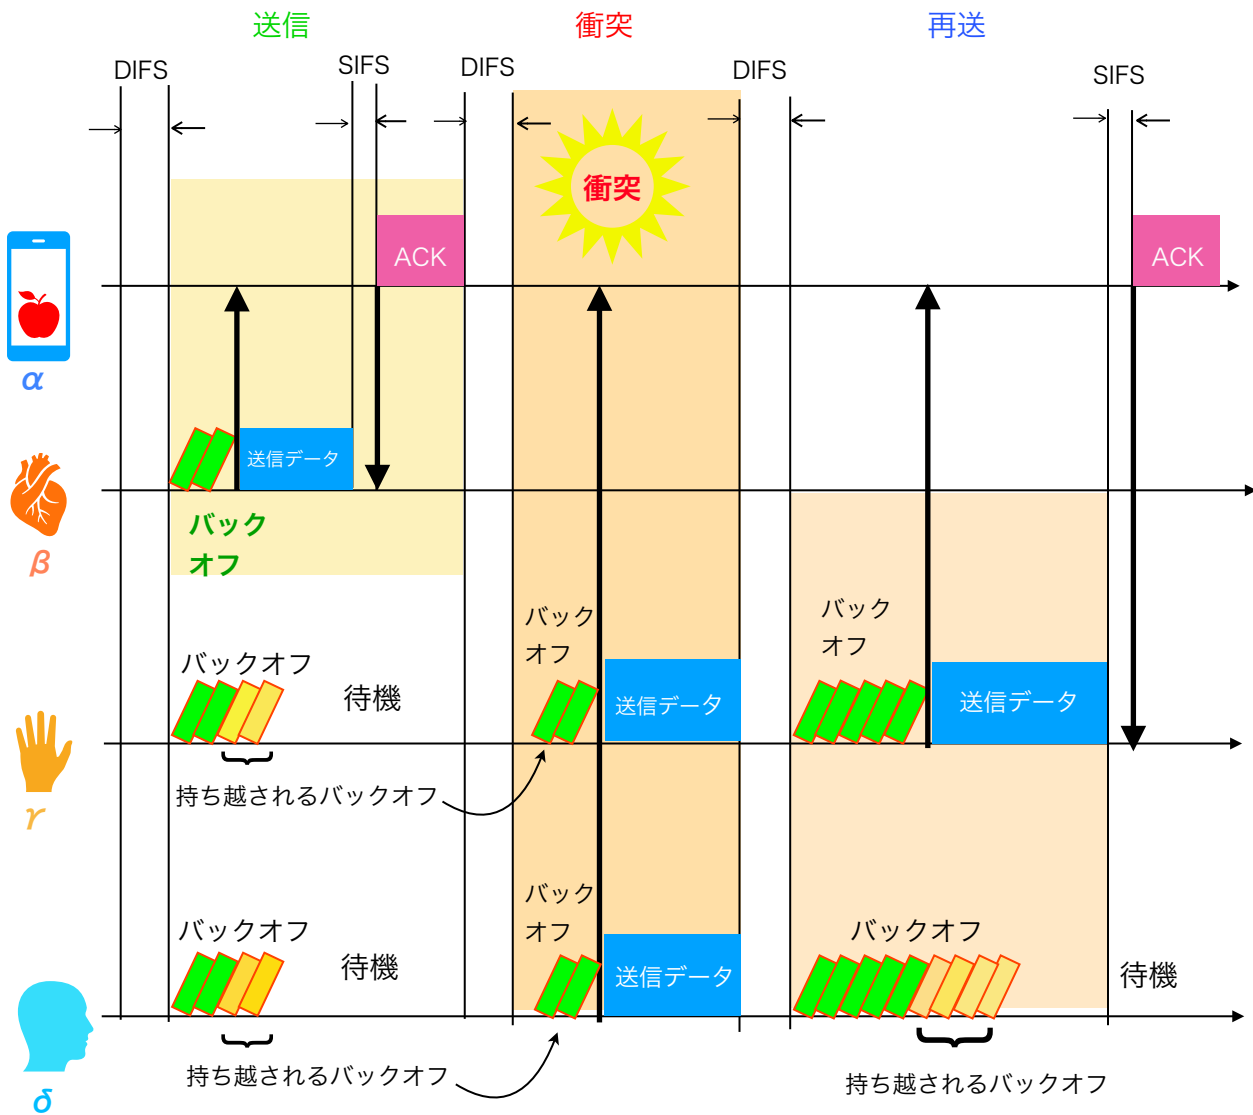 送信
衝突
再送
DIFS
SIFS
DIFS
DIFS
SIFS
衝突
ACK
ACK
α
送信データ
バック
オフ
β
バックオフ
待機
バック
オフ
送信データ
バック
オフ
送信データ
持ち越されるバックオフ
r
バックオフ
待機
バック
オフ
送信データ
バックオフ
待機
持ち越されるバックオフ
持ち越されるバックオフ
δ